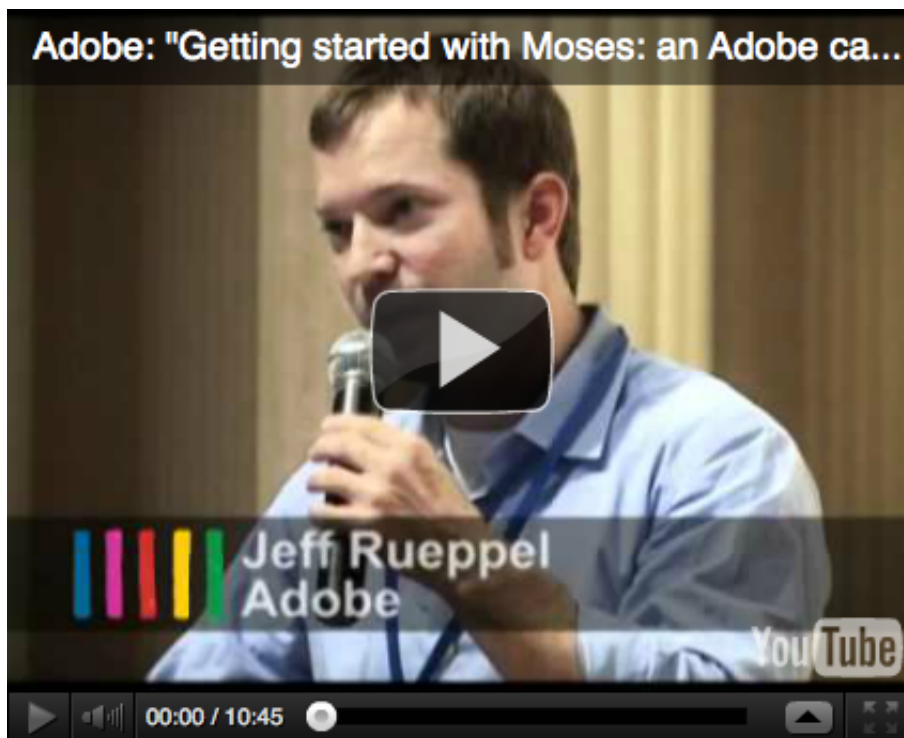 Adobe: "Getting started with Moses: an Adobe ca...
Jeff Rueppel
Adobe
YouTube
00:00 / 10:45